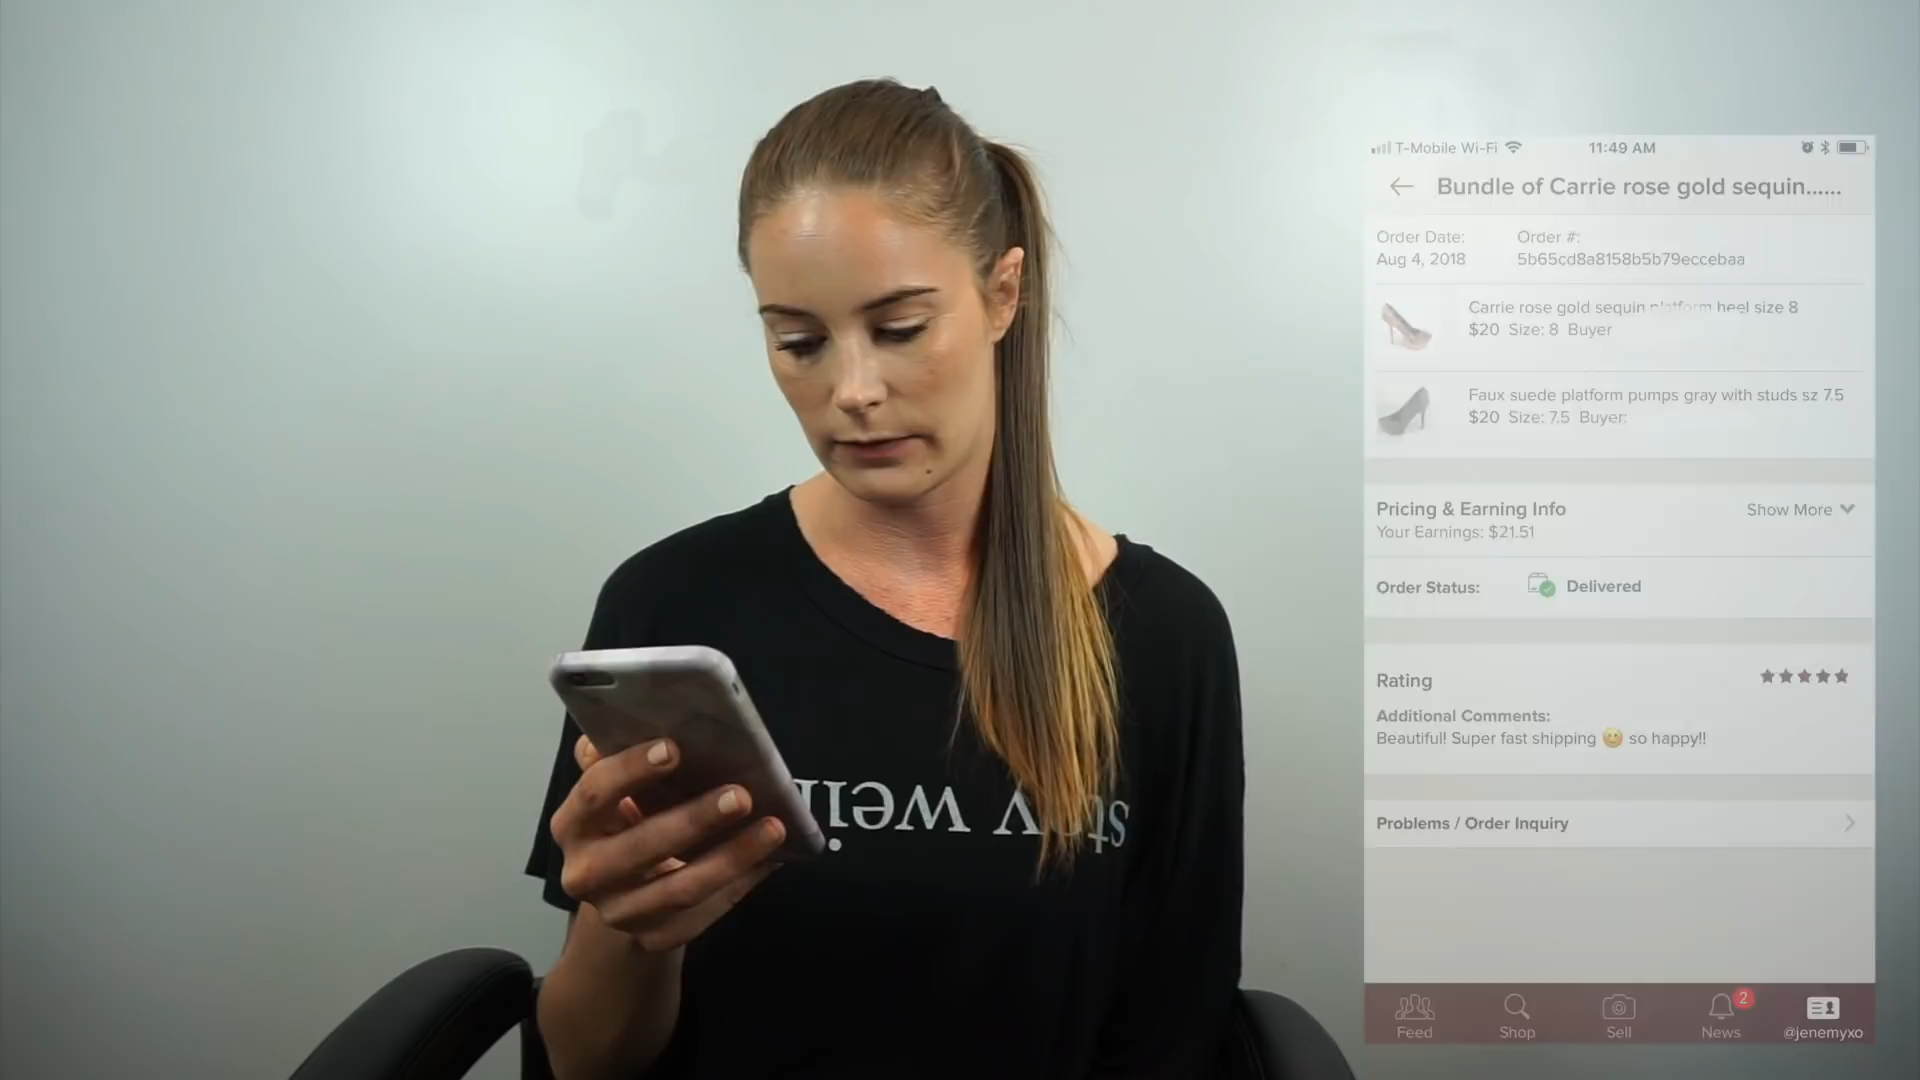 T-Mobile Wi-Fi 11:49 AM
Bundle of Carrie rose gold sequin......
Order Date: Order #:
Aug 4, 2018 5b65cd8a8158b5b79eccebaa
Carrie rose gold sequin platform heel size 8
$20 Size: 8 Buyer
Faux suede platform pumps gray with studs sz 7.5
$20 Size: 7.5 Buyer:
Pricing & Earning Info Show More
Your Earnings: $21.51
Order Status: Delivered
Rating
Additional Comments:
Beautiful! Super fast shipping so happy!!
stay
Problems / Order Inquiry
2
Feed Shop Sell News @jenemyxo